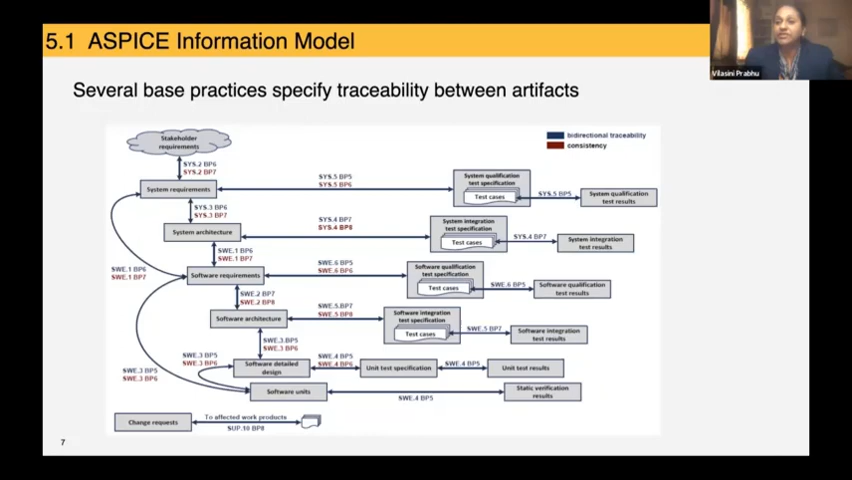 5.1 ASPICE Information Model
Vilasini Prabhu
Several base practices specify traceability between artifacts
Stakeholder
requirements
bidirectional traceability
consistency
SYS.2 BP6
SYS.2 BP7
System requirements
SYS.5 BP5
SYS.5 BP6
System qualification
test specification
Test cases
SYS.5 BP5
System qualification
test results
SYS.3 BP6
SYS.3 BP7
System architecture
SYS.4 BP7
SYS.4 BP8
System integration
test specification
Test cases
SYS.4 BP7
System integration
test results
SWE.1 BP6
SWE.1 BP7
SWE.1 BP6
SWE.1 BP7
Software requirements
SWE.6 BP5
SWE.6 BP6
Software qualification
test specification
Test cases
SWE.6 BP5
Software qualification
test results
SWE.2 BP7
SWE.2 BP8
Software architecture
SWE.5.BP7
SWE.5 BP8
Software integration
test specification
Test cases
SWE.5 BP7
Software integration
test results
SWE.3.BP5
SWE.3 BP6
SWE.3 BP5
SWE.3 BP6
Software detailed
design
SWE.4 BP5
SWE.4 BP6
Unit test specification
SWE.4 BP5
Unit test results
SWE.3 BP5
SWE.3 BP6
Software units
SWE.4 BP5
Static verification
results
Change requests
To affected work products
SUP.10 BP8
7